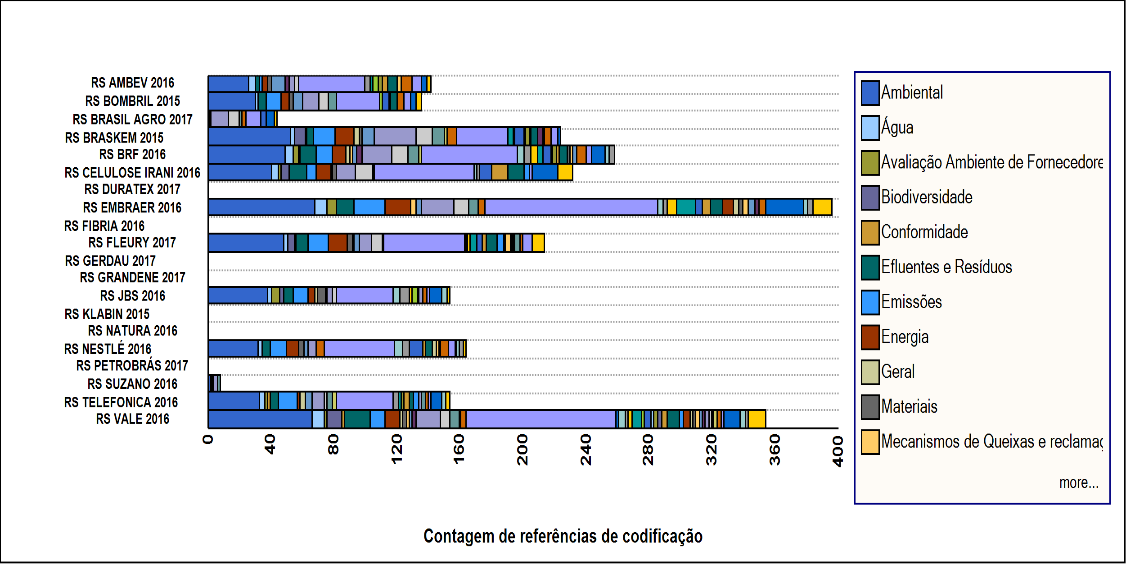 RS AMBEV 2016
RS BOMBRIL 2015
RS BRASIL AGRO 2017
RS BRASKEM 2015
RS BRF 2016
RS CELULOSE IRANI 2016
RS DURATEX 2017
RS EMBRAER 2016
RS FIBRIA 2016
RS FLEURY 2017
RS GERDAU 2017
RS GRANDENE 2017
RS JBS 2016
RS KLABIN 2015
RS NATURA 2016
RS NESTLÉ 2016
RS PETROBRÁS 2017
RS SUZANO 2016
RS TELEFONICA 2016
RS VALE 2016
0 40 80 120 160 200 240 280 320 360 400
Contagem de referências de codificação
Ambiental
Água
Avaliação Ambiente de Fornecedore
Biodiversidade
Conformidade
Efluentes e Resíduos
Emissões
Energia
Geral
Materiais
Mecanismos de Queixas e reclamaç
more...